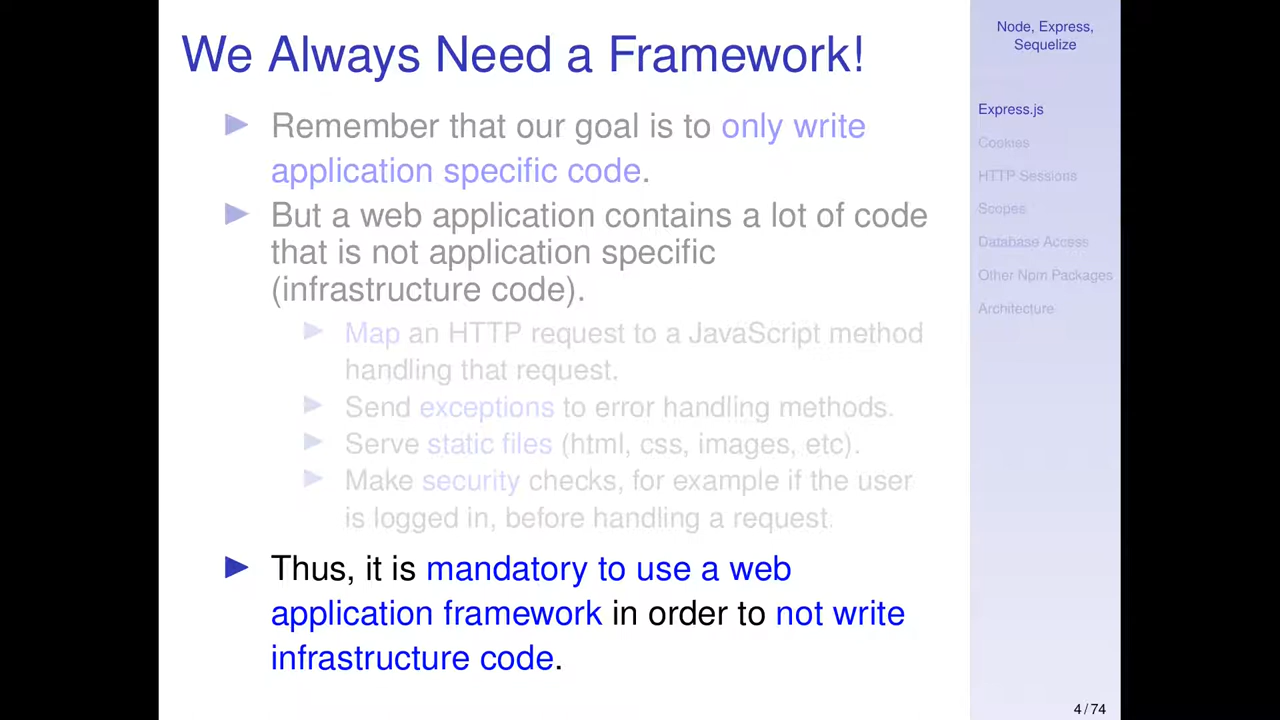 We Always Need a Framework!
Remember that our goal is to only write
application specific code.
But a web application contains a lot of code
that is not application specific
(infrastructure code).
Map an HTTP request to a JavaScript method
handling that request.
Send exceptions to error handling methods.
Serve static files (html, css, images, etc).
Make security checks, for example if the user
is logged in, before handling a request.
Thus, it is mandatory to use a web
application framework in order to not write
infrastructure code.
Node, Express,
Sequelize
Express.js
Cookies
HTTP Sessions
Scopes
Database Access
Other Npm Packages
Architecture
4 / 74